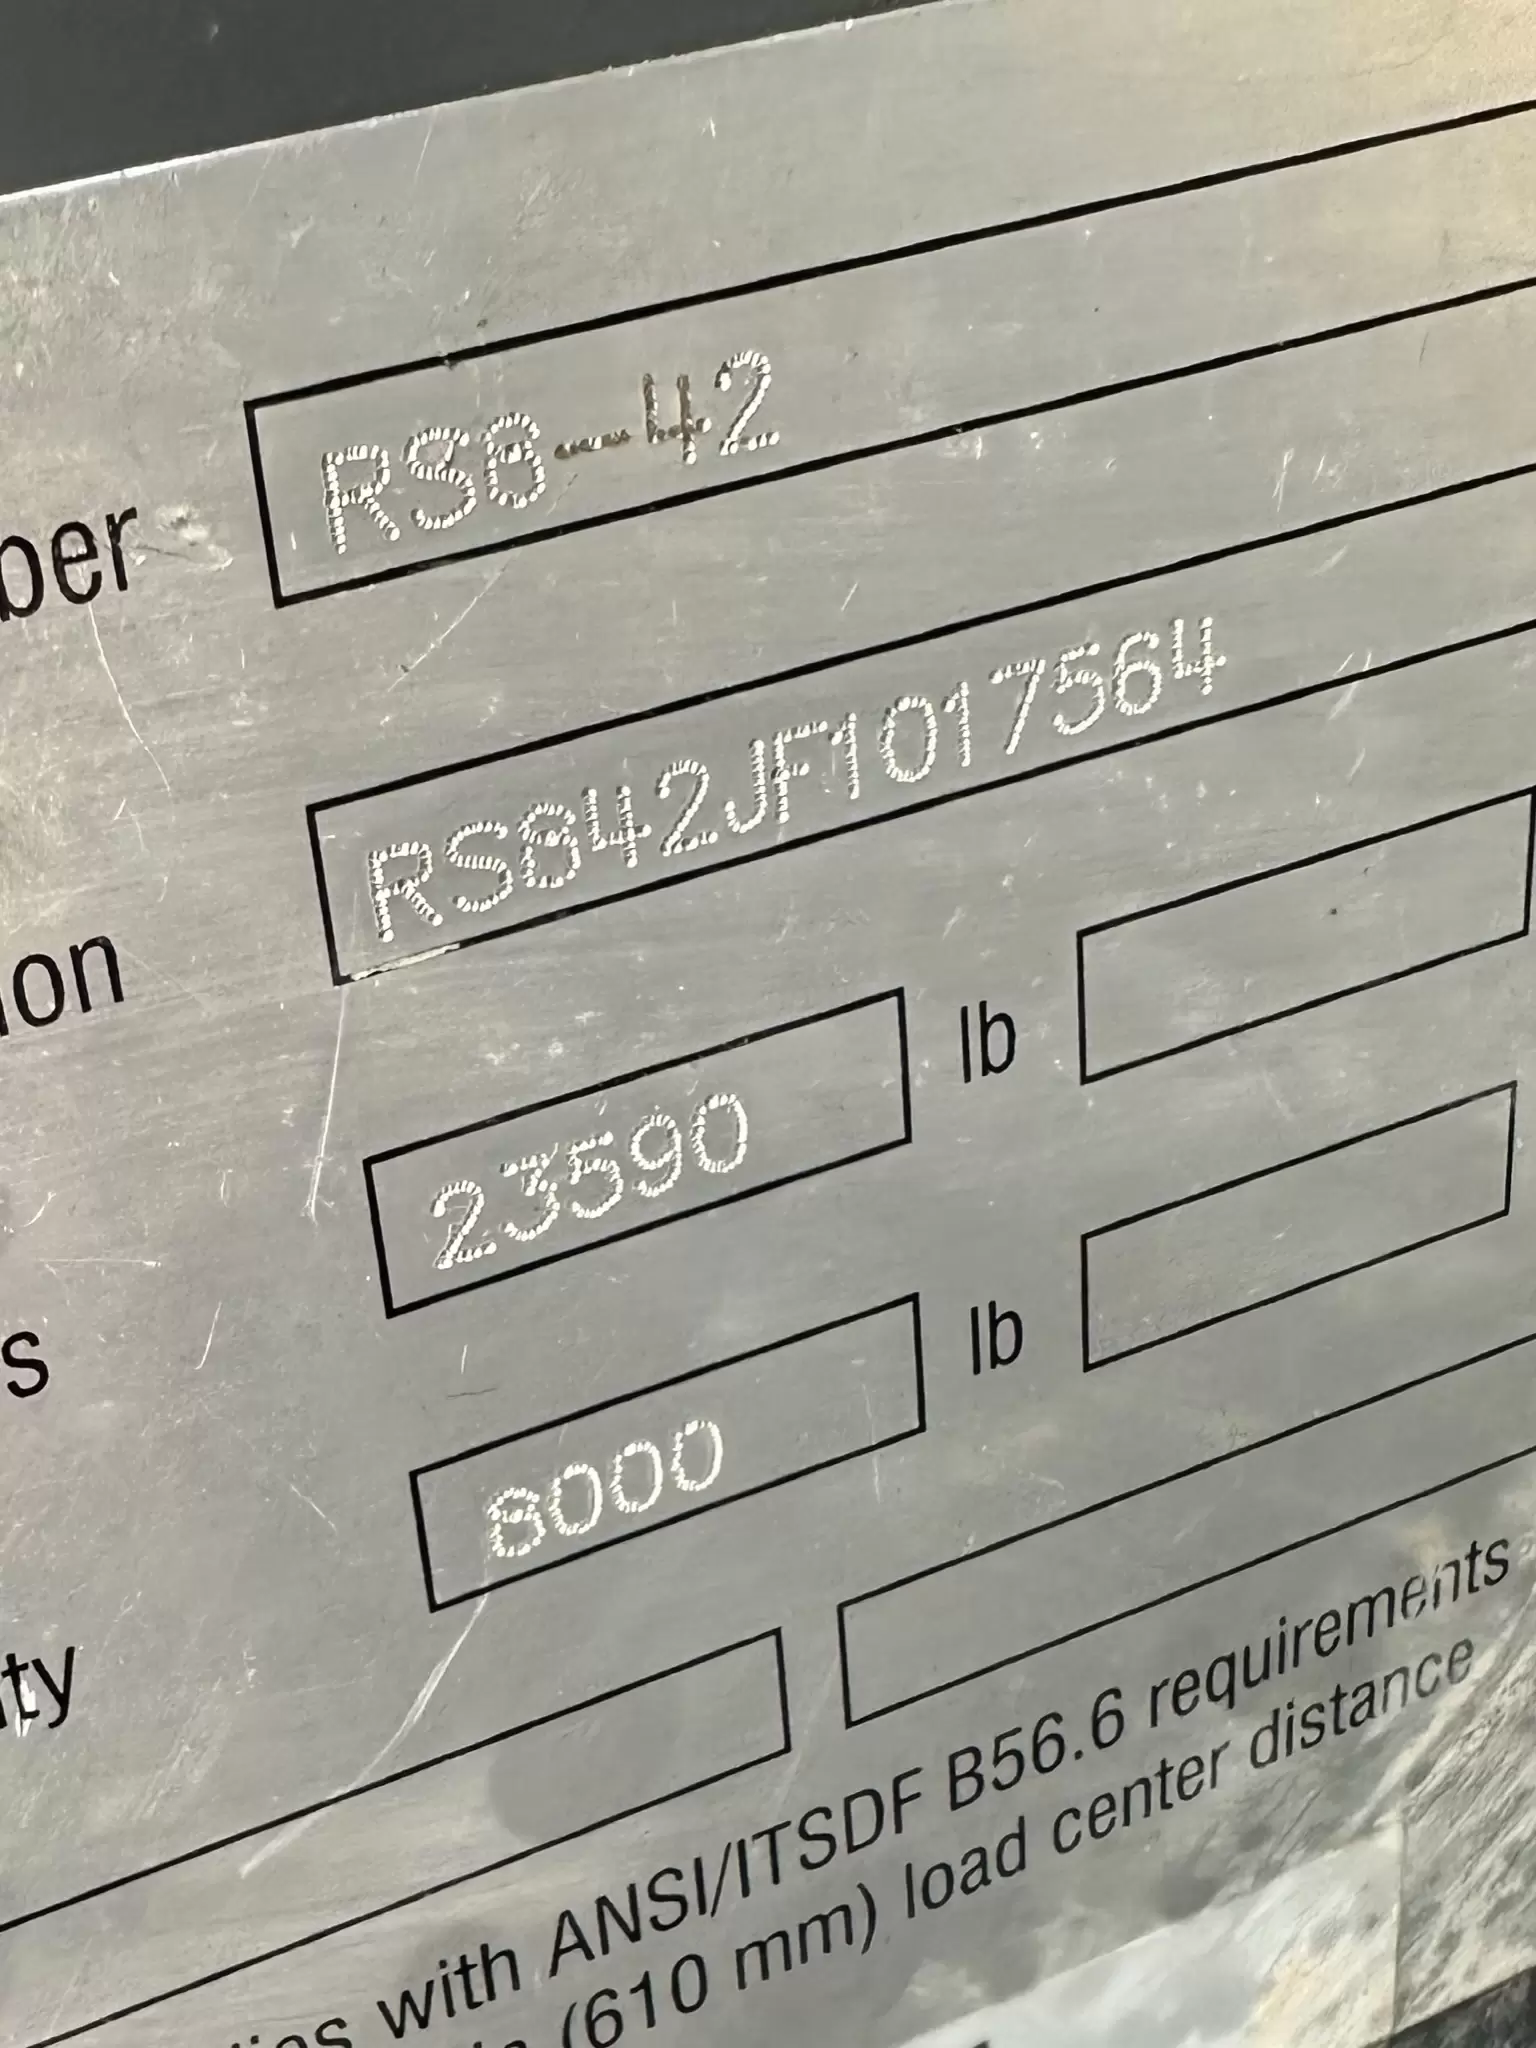 ber RS8-42
ion RS842JF1017564
s 23590 lb
ity 8000 lb
lies with ANSI/ITSDF B56.6 requirements
(610 mm) load center distance